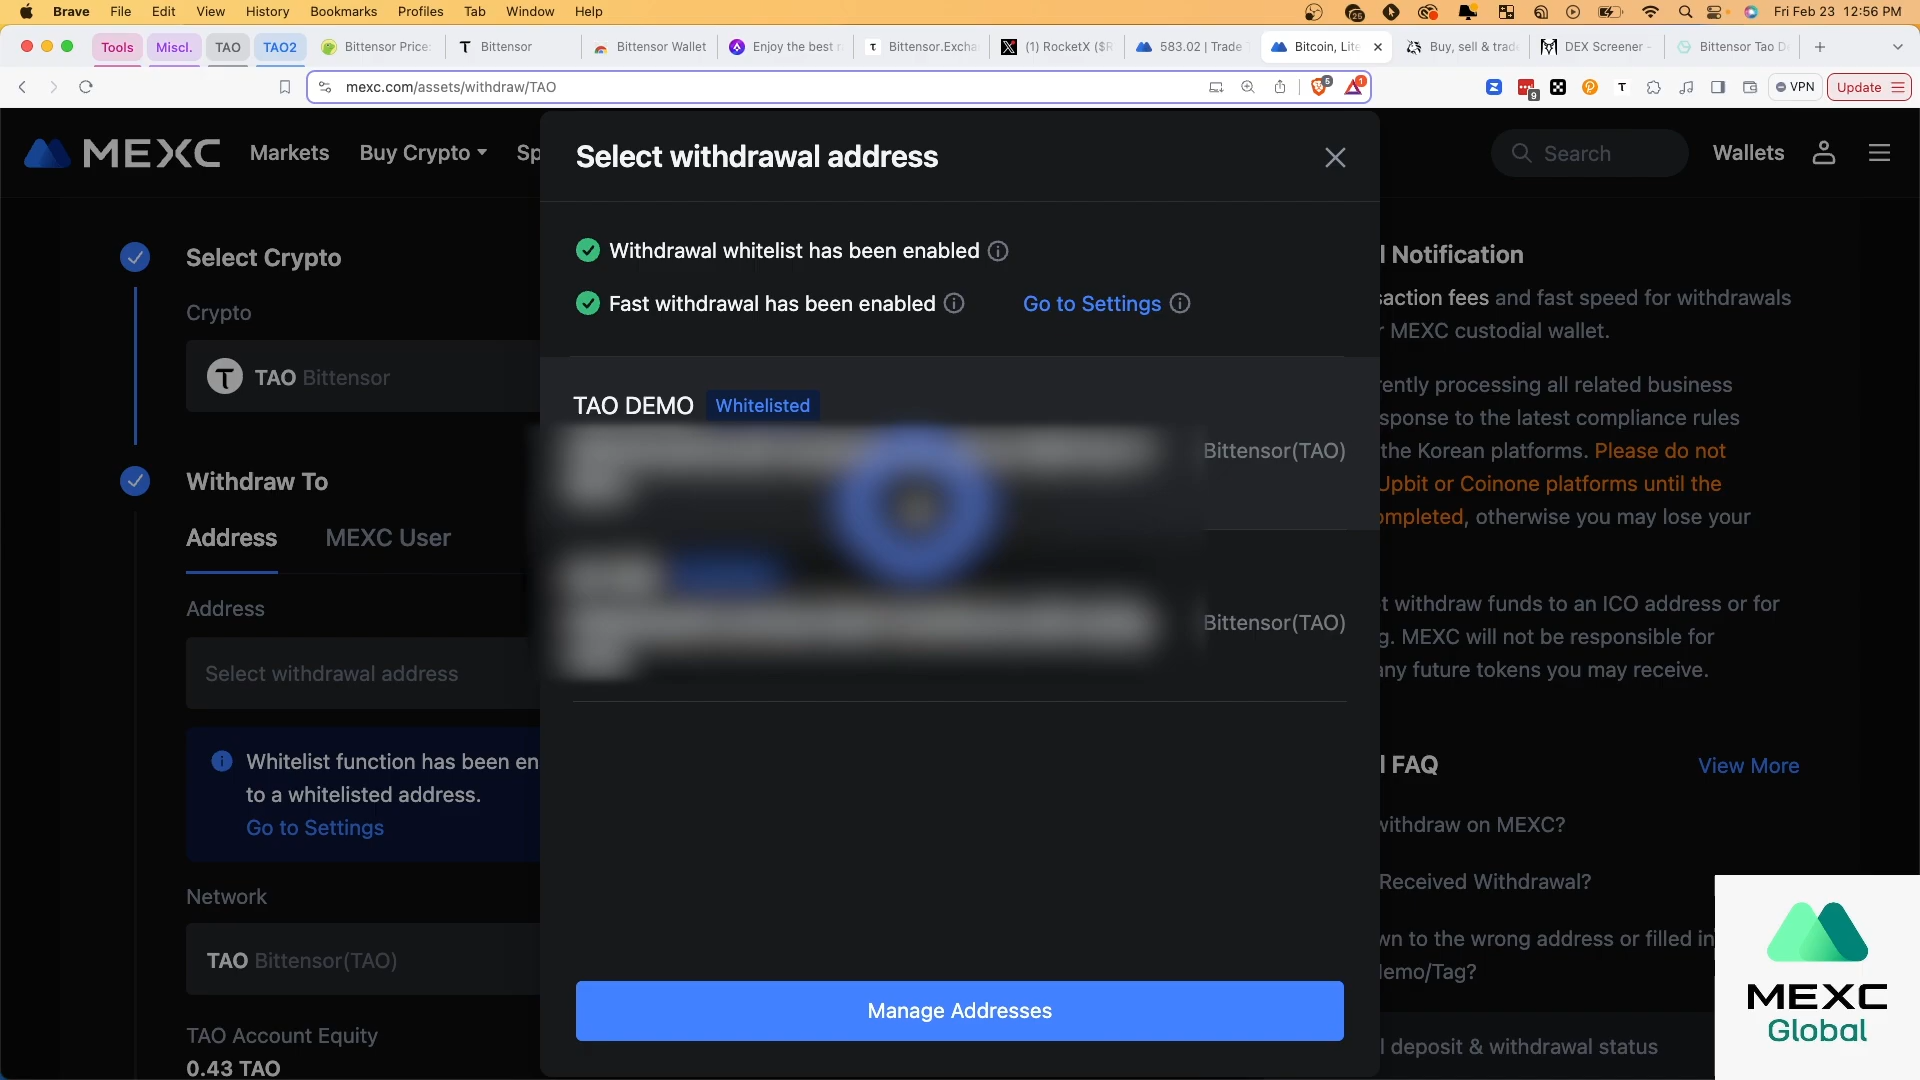 Brave File Edit View History Bookmarks Profiles Tab Window Help
25
Fri Feb 23 12:56 PM
Tools
Miscl.
TAO
TAO2
Bittensor Price
Bittensor
Bittensor Wallet
Enjoy the best
Bittensor.Excha
(1) RocketX ($R
583.02 | Trade
Bitcoin, Lite
Buy, sell & trad
DEX Screener
Bittensor Tao D
mexc.com/assets/withdraw/TAO
5
1
9
VPN
Update
MEXC
Markets
Buy Crypto
Sp
Search
Wallets
Select withdrawal address
Withdrawal whitelist has been enabled
Fast withdrawal has been enabled
Go to Settings
TAO DEMO Whitelisted
Bittensor(TAO)
Bittensor(TAO)
Manage Addresses
Select Crypto
Crypto
TAO Bittensor
Withdraw To
Address
MEXC User
Address
Select withdrawal address
Whitelist function has been en
to a whitelisted address.
Go to Settings
Network
TAO Bittensor(TAO)
TAO Account Equity
0.43 TAO
l Notification
saction fees and fast speed for withdrawals
r MEXC custodial wallet.
rently processing all related business
sponse to the latest compliance rules
the Korean platforms. Please do not
Upbit or Coinone platforms until the
ompleted, otherwise you may lose your
t withdraw funds to an ICO address or for
g. MEXC will not be responsible for
any future tokens you may receive.
l FAQ
View More
withdraw on MEXC?
Received Withdrawal?
wn to the wrong address or filled in
lemo/Tag?
l deposit & withdrawal status
MEXC
Global